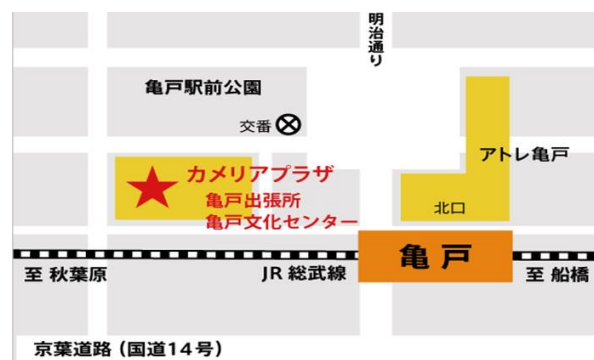 明治通り
亀戸駅前公園
交番
アトレ亀戸
カメリアプラザ
亀戸出張所
亀戸文化センター
北口
亀戸
至 秋葉原
JR 総武線
至 船橋
京葉道路（国道14号）